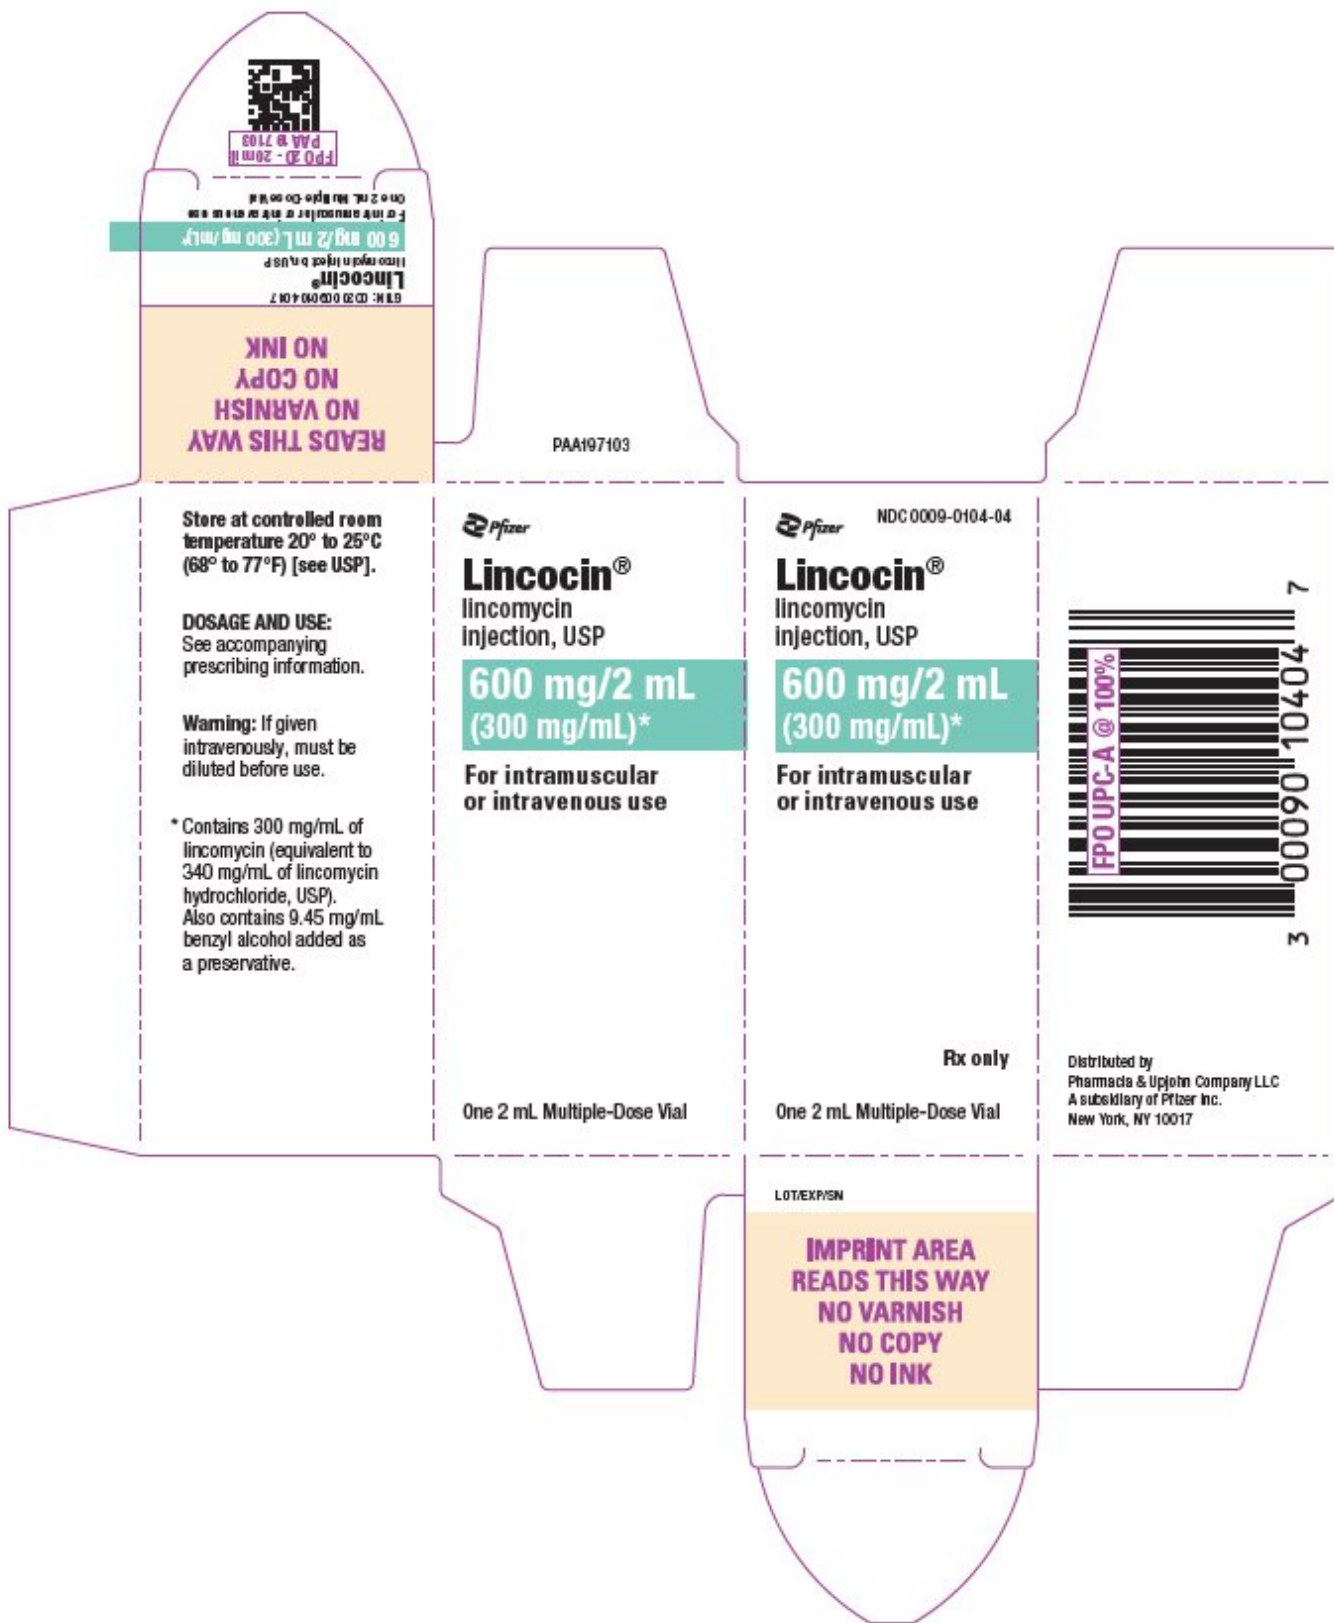 FPO 2D - 20mil
PAA197103
One 2 mL Multiple-Dose Vial
For intramuscular or intravenous use
600 mg/2 mL (300 mg/mL)*
lincomycin injection, USP
Lincocin®
READS THIS WAY
NO VARNISH
NO COPY
NO INK
PAA197103
Store at controlled room
temperature 20° to 25°C
(68° to 77°F) [see USP].
DOSAGE AND USE:
See accompanying
prescribing information.
Warning: If given
intravenously, must be
diluted before use.
* Contains 300 mg/mL of
lincomycin (equivalent to
340 mg/mL of lincomycin
hydrochloride, USP).
Also contains 9.45 mg/mL
benzyl alcohol added as
a preservative.
Pfizer
Lincocin®
lincomycin
injection, USP
600 mg/2 mL
(300 mg/mL)*
For intramuscular
or intravenous use
One 2 mL Multiple-Dose Vial
Pfizer NDC 0009-0104-04
Lincocin®
lincomycin
injection, USP
600 mg/2 mL
(300 mg/mL)*
For intramuscular
or intravenous use
Rx only
One 2 mL Multiple-Dose Vial
FPO UPC-A @ 100%
3 00090 10404 7
Distributed by
Pharmacia & Upjohn Company LLC
A subsidiary of Pfizer Inc.
New York, NY 10017
LOT/EXP/SN
IMPRINT AREA
READS THIS WAY
NO VARNISH
NO COPY
NO INK